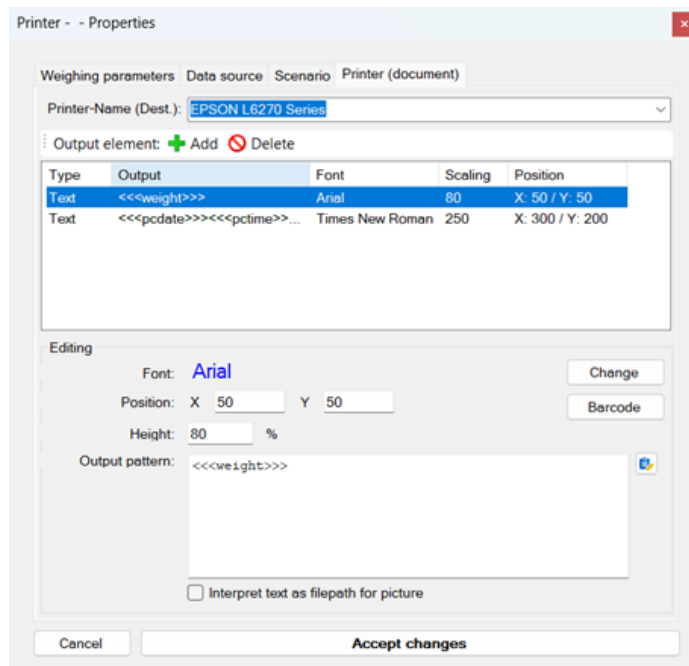 Printer - - Properties
Weighing parameters Data source Scenario Printer (document)
Printer-Name (Dest.): EPSON L6270 Series
Output element: Add Delete
Type Output Font Scaling Position
Text <<<weight>>> Arial 80 X: 50 / Y: 50
Text <<<pcdate>>><<<pctime>>... Times New Roman 250 X: 300 / Y: 200
Editing
Font: Arial Change
Position: X 50 Y 50 Barcode
Height: 80 %
Output pattern: <<<weight>>>
Interpret text as filepath for picture
Cancel Accept changes